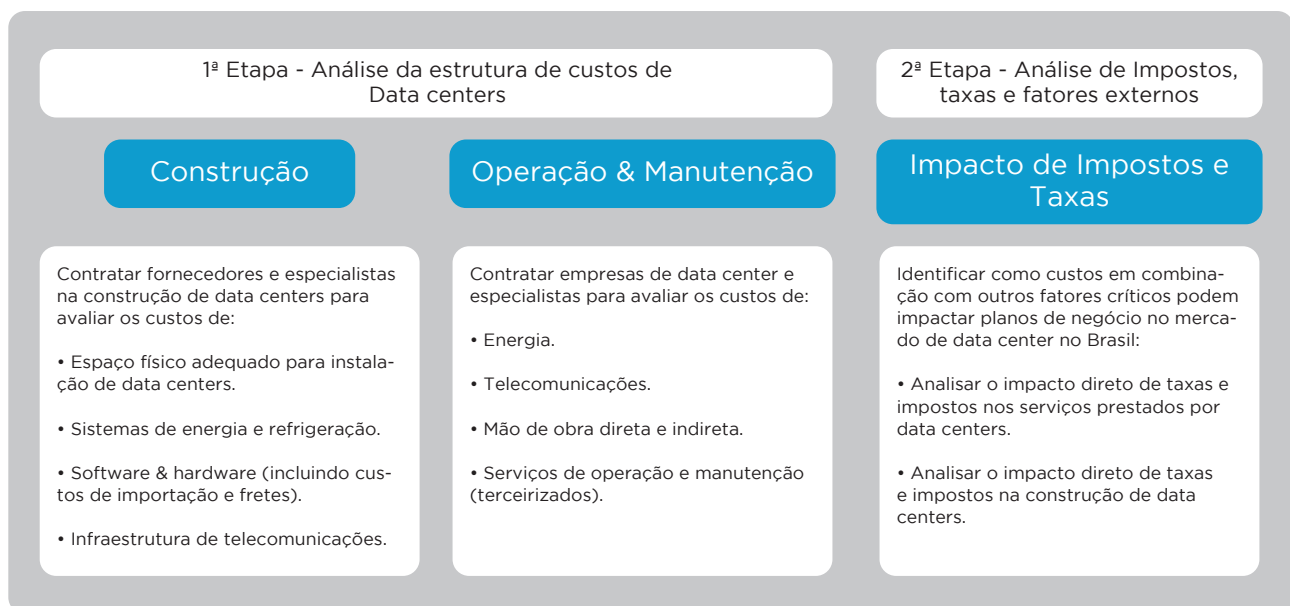 1ª Etapa - Análise da estrutura de custos de
Data centers
2ª Etapa - Análise de Impostos,
taxas e fatores externos
Construção
Operação & Manutenção
Impacto de Impostos e
Taxas
Contratar fornecedores e especialistas
na construção de data centers para
avaliar os custos de:
• Espaço físico adequado para instala-
ção de data centers.
• Sistemas de energia e refrigeração.
• Software & hardware (incluindo cus-
tos de importação e fretes).
• Infraestrutura de telecomunicações.
Contratar empresas de data center e
especialistas para avaliar os custos de:
• Energia.
• Telecomunicações.
• Mão de obra direta e indireta.
• Serviços de operação e manutenção
(terceirizados).
Identificar como custos em combina-
ção com outros fatores críticos podem
impactar planos de negócio no merca-
do de data center no Brasil:
• Analisar o impacto direto de taxas e
impostos nos serviços prestados por
data centers.
• Analisar o impacto direto de taxas
e impostos na construção de data
centers.